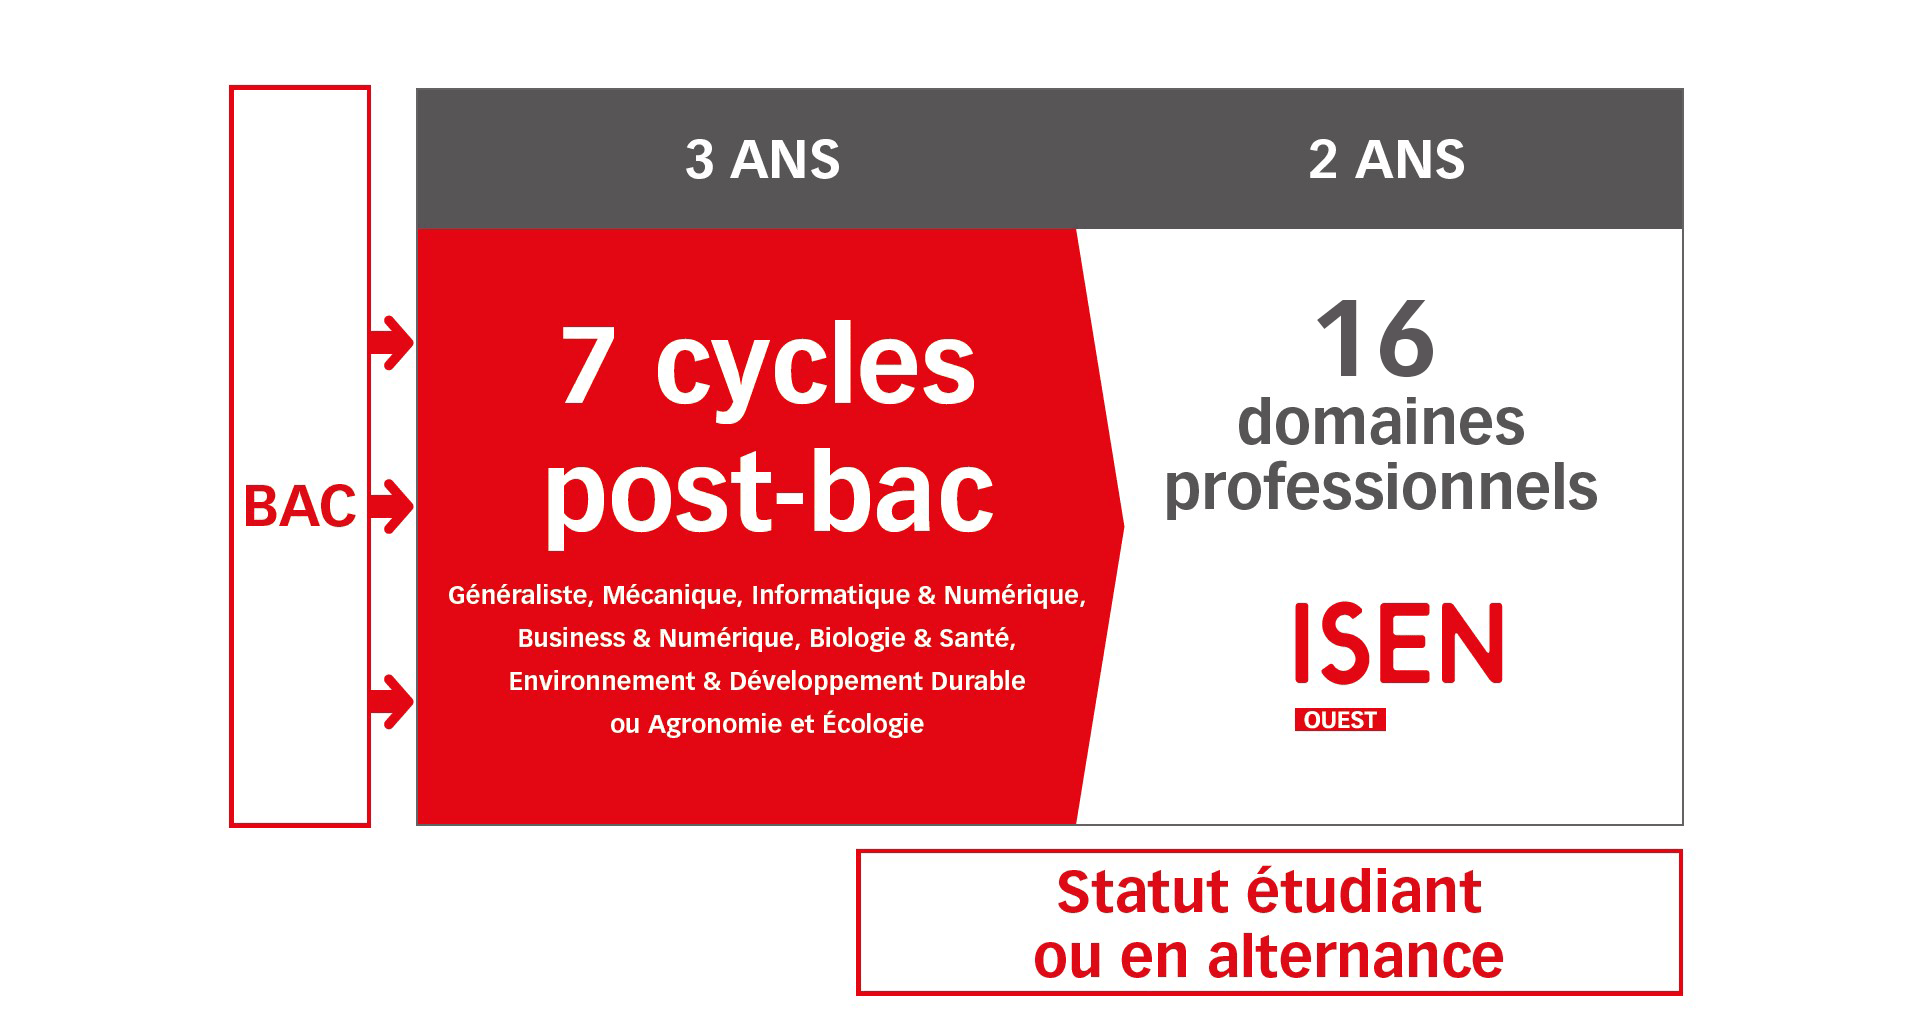 BAC
3 ANS
2 ANS
7 cycles
post-bac
Généraliste, Mécanique, Informatique & Numérique,
Business & Numérique, Biologie & Santé,
Environnement & Développement Durable
ou Agronomie et Écologie
16
domaines
professionnels
ISEN
OUEST
Statut étudiant
ou en alternance